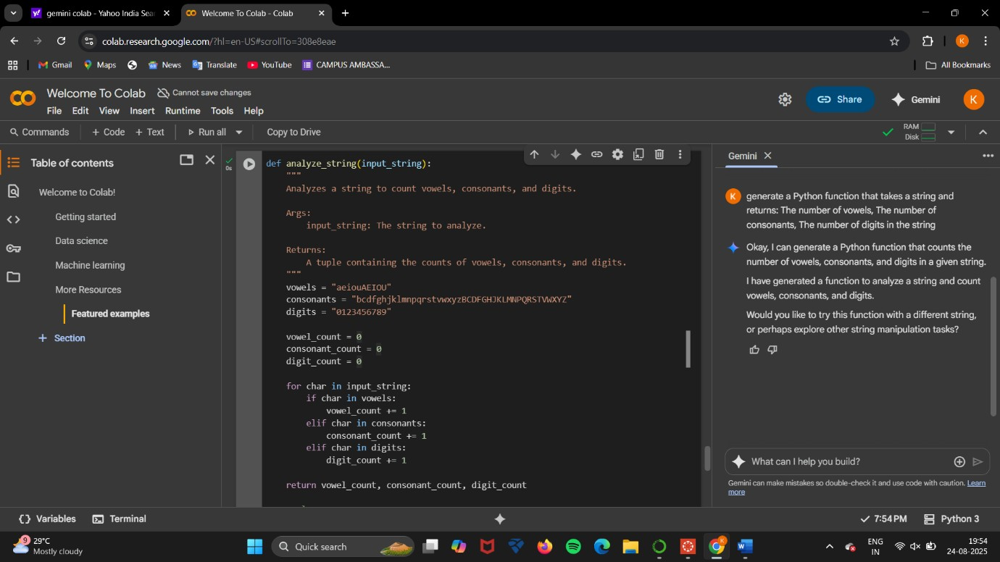 gemini colab - Yahoo India Sea
Welcome To Colab - Colab
colab.research.google.com/?hl=en-US#scrollTo=308e8eae
K
Gmail
Maps
News
Translate
YouTube
CAMPUS AMBASSA...
All Bookmarks
Welcome To Colab
Cannot save changes
File Edit View Insert Runtime Tools Help
Share
Gemini
K
Commands
+ Code + Text
Run all
Copy to Drive
RAM
Disk
Table of contents
Welcome to Colab!
Getting started
Data science
Machine learning
More Resources
Featured examples
+ Section
0s
def analyze_string(input_string):
"""
Analyzes a string to count vowels, consonants, and digits.
Args:
input_string: The string to analyze.
Returns:
A tuple containing the counts of vowels, consonants, and digits.
"""
vowels = "aeiouAEIOU"
consonants = "bcdfghjklmnpqrstvwxyzBCDFGHJKLMNPQRSTVWXYZ"
digits = "0123456789"
vowel_count = 0
consonant_count = 0
digit_count = 0
for char in input_string:
if char in vowels:
vowel_count += 1
elif char in consonants:
consonant_count += 1
elif char in digits:
digit_count += 1
return vowel_count, consonant_count, digit_count
Gemini
K
generate a Python function that takes a string and
returns: The number of vowels, The number of
consonants, The number of digits in the string
Okay, I can generate a Python function that counts the
number of vowels, consonants, and digits in a given string.
I have generated a function to analyze a string and count
vowels, consonants, and digits.
Would you like to try this function with a different string,
or perhaps explore other string manipulation tasks?
What can I help you build?
Gemini can make mistakes so double-check it and use code with caution. Learn
more
Variables
Terminal
7:54 PM
Python 3
9
29°C
Mostly cloudy
Quick search
ENG
IN
19:54
24-08-2025